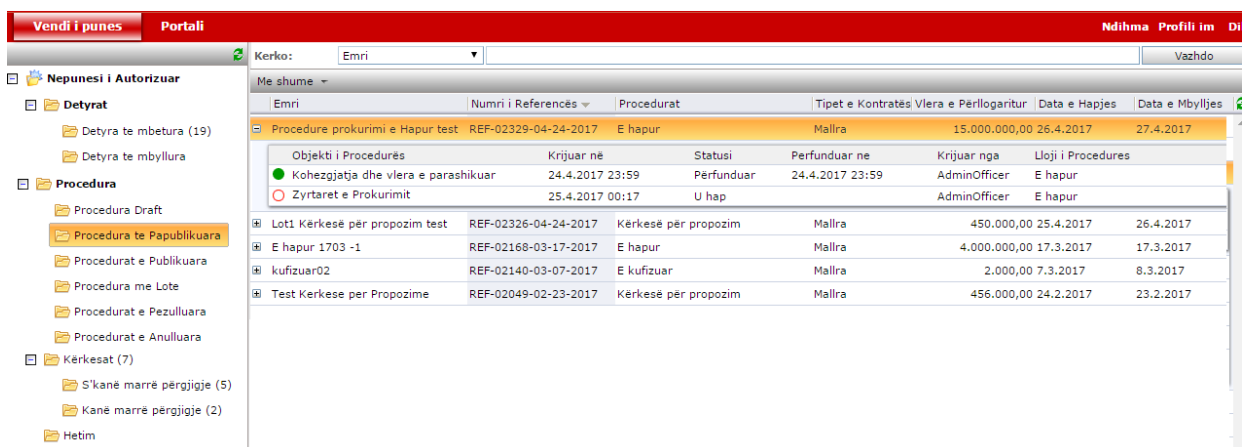 Vendi i punes Portali Ndihma Profili im
Kerko: Emri Vazhdo
Me shume
Nepunesi i Autorizuar
Detyrat
Detyra te mbetura (19)
Detyra te mbyllura
Procedura
Procedura Draft
Procedura te Papublikuara
Procedurat e Publikuara
Procedura me Lote
Procedurat e Pezulluara
Procedurat e Anulluara
Kërkesat (7)
S'kanë marrë përgjigje (5)
Kanë marrë përgjigje (2)
Hetim
Emri Numri i Referencës Procedurat Tipet e Kontratës Vlera e Përllogaritur Data e Hapjes Data e Mbylljes
Procedure prokurimi e Hapur test REF-02329-04-24-2017 E hapur Mallra 15.000.000,00 26.4.2017 27.4.2017
Objekti i Procedurës Krijuar në Statusi Perfunduar ne Krijuar nga Lloji i Procedures
Kohezgjatja dhe vlera e parashikuar 24.4.2017 23:59 Përfunduar 24.4.2017 23:59 AdminOfficer E hapur
Zyrtaret e Prokurimit 25.4.2017 00:17 U hap AdminOfficer E hapur
Lot1 Kërkesë për propozim test REF-02326-04-24-2017 Kërkesë për propozim Mallra 450.000,00 25.4.2017 26.4.2017
E hapur 1703 -1 REF-02168-03-17-2017 E hapur Mallra 4.000.000,00 17.3.2017 17.3.2017
kufizuar02 REF-02140-03-07-2017 E kufizuar Mallra 2.000,00 7.3.2017 8.3.2017
Test Kerkese per Propozime REF-02049-02-23-2017 Kërkesë për propozim Mallra 456.000,00 24.2.2017 23.2.2017